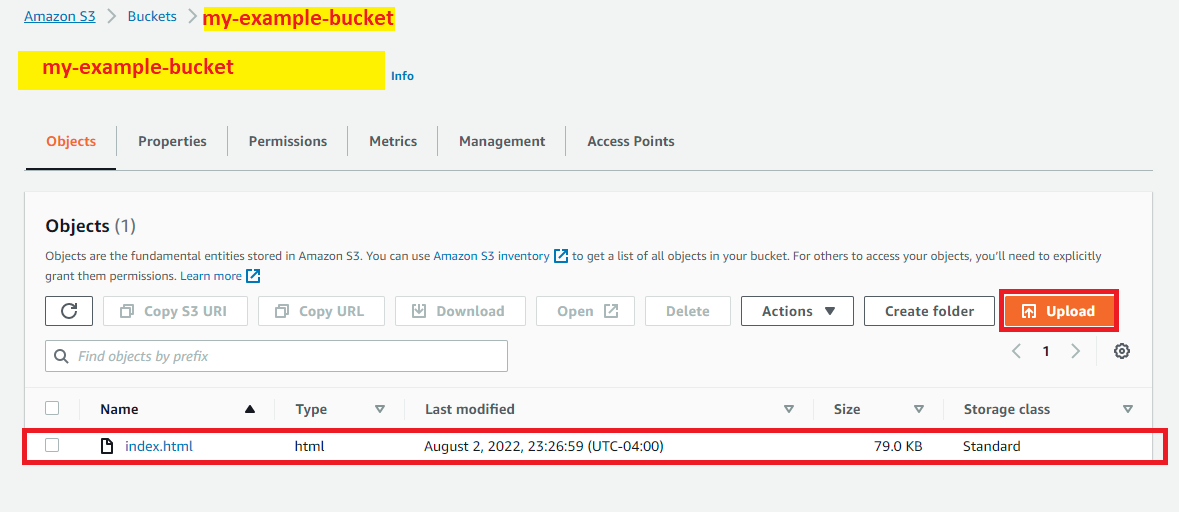 Amazon S3 > Buckets > my-example-bucket
my-example-bucket Info
Objects Properties Permissions Metrics Management Access Points
Objects (1)
Objects are the fundamental entities stored in Amazon S3. You can use Amazon S3 inventory to get a list of all objects in your bucket. For others to access your objects, you'll need to explicitly
grant them permissions. Learn more
Copy S3 URI Copy URL Download Open Delete Actions Create folder Upload
Find objects by prefix 1
Name Type Last modified Size Storage class
index.html html August 2, 2022, 23:26:59 (UTC-04:00) 79.0 KB Standard